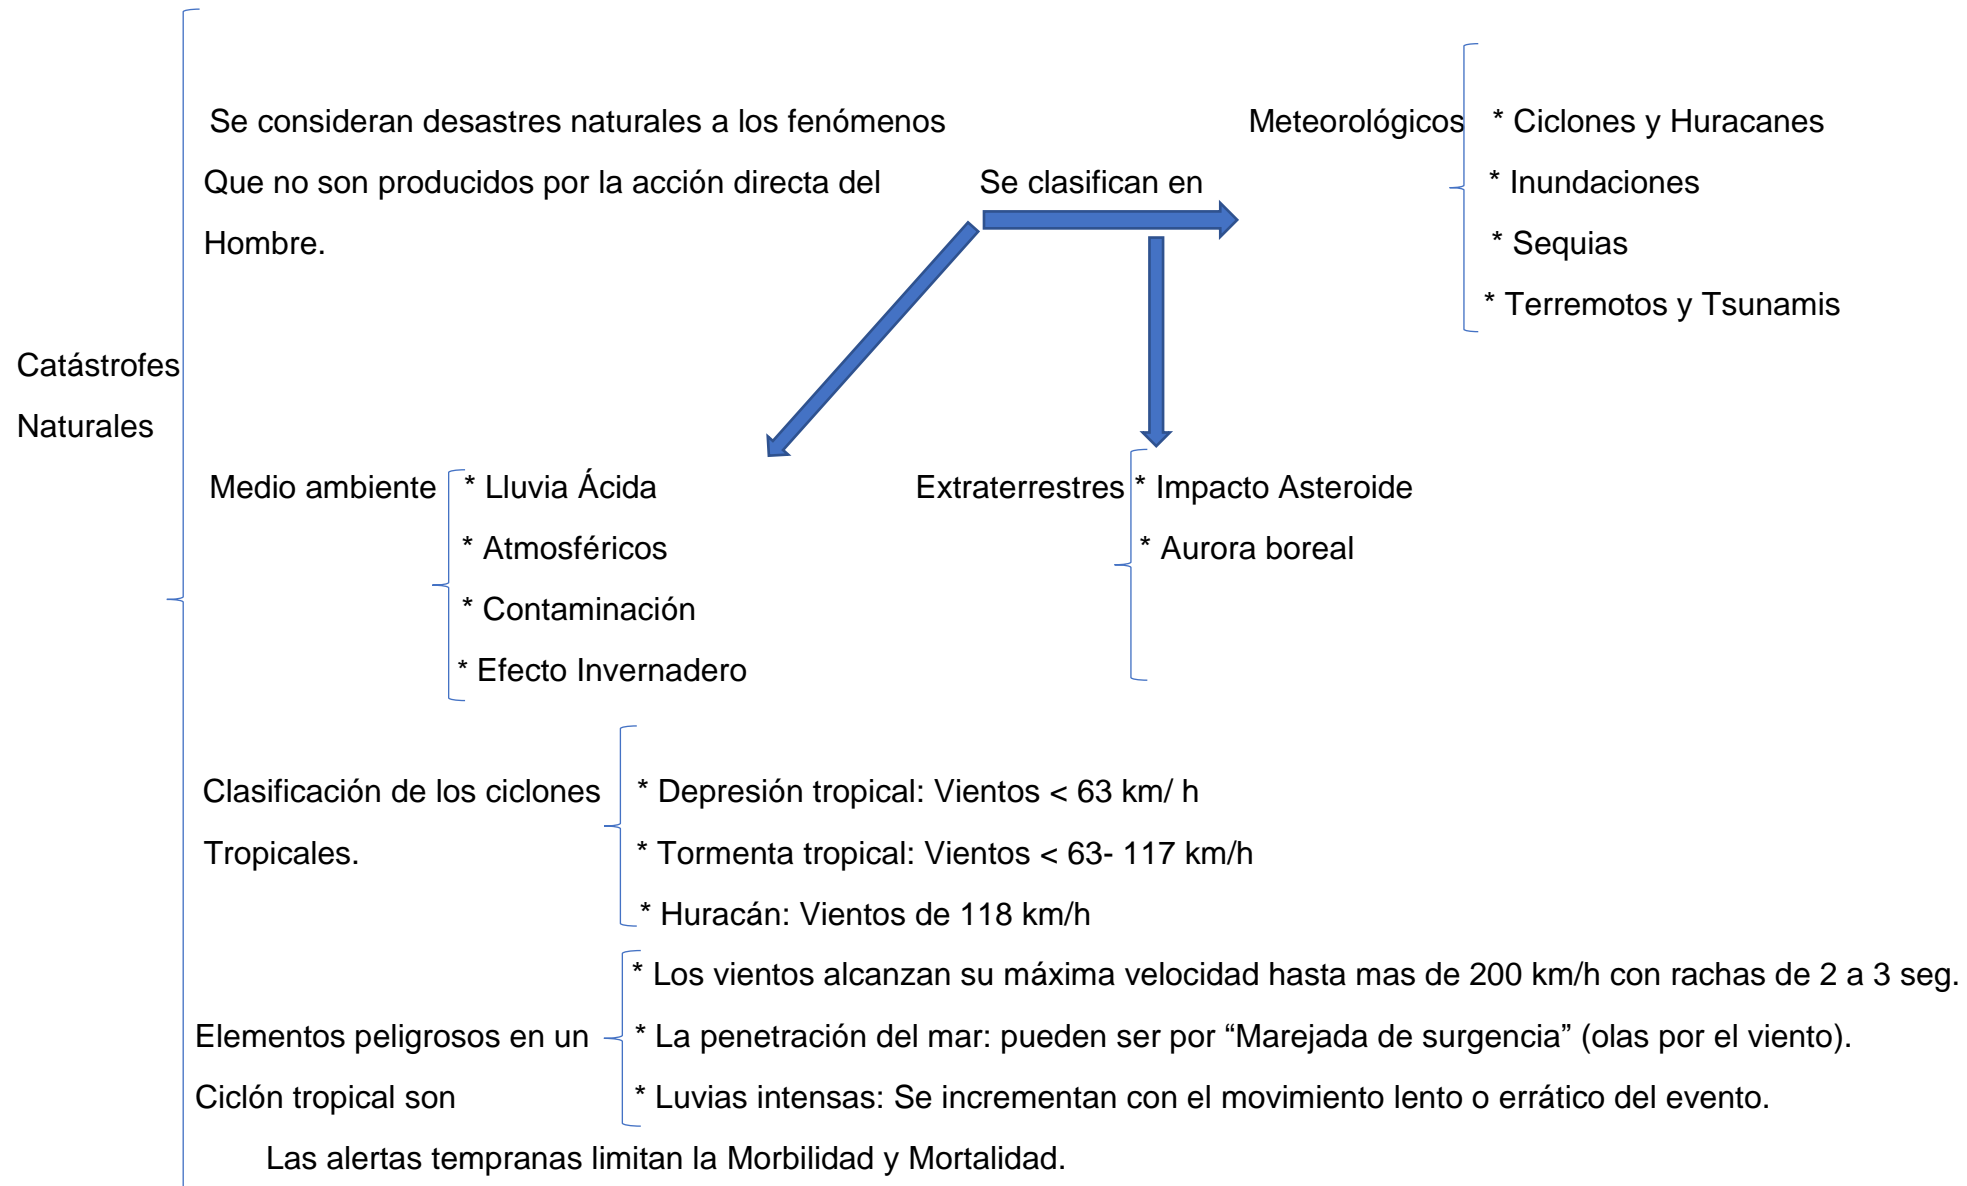 Se consideran desastres naturales a los fenómenos
Que no son producidos por la acción directa del
Hombre.
Se clasifican en
Meteorológicos
* Ciclones y Huracanes
* Inundaciones
* Sequias
* Terremotos y Tsunamis
Catástrofes
Naturales
Medio ambiente
* Lluvia Ácida
* Atmosféricos
* Contaminación
* Efecto Invernadero
Extraterrestres
* Impacto Asteroide
* Aurora boreal
Clasificación de los ciclones
Tropicales.
* Depresión tropical: Vientos < 63 km/ h
* Tormenta tropical: Vientos < 63- 117 km/h
* Huracán: Vientos de 118 km/h
Elementos peligrosos en un
Ciclón tropical son
* Los vientos alcanzan su máxima velocidad hasta mas de 200 km/h con rachas de 2 a 3 seg.
* La penetración del mar: pueden ser por “Marejada de surgencia” (olas por el viento).
* Luvias intensas: Se incrementan con el movimiento lento o errático del evento.
Las alertas tempranas limitan la Morbilidad y Mortalidad.